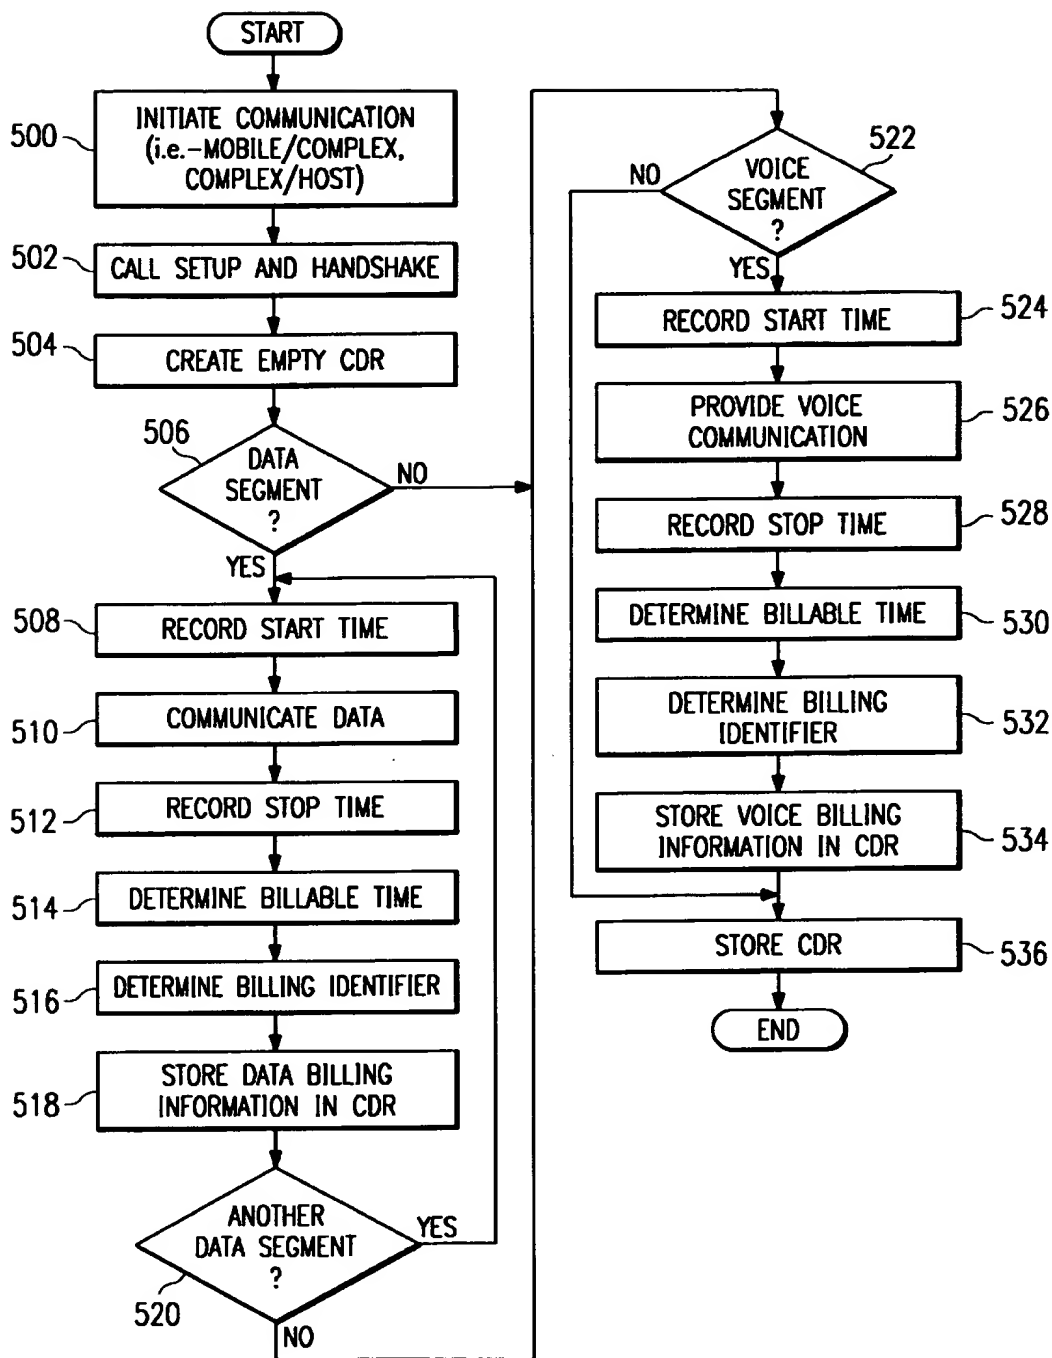 START
500
INITIATE COMMUNICATION
(i.e.-MOBILE/COMPLEX,
COMPLEX/HOST)
502
CALL SETUP AND HANDSHAKE
504
CREATE EMPTY CDR
506
DATA
SEGMENT
?
NO
YES
508
RECORD START TIME
510
COMMUNICATE DATA
512
RECORD STOP TIME
514
DETERMINE BILLABLE TIME
516
DETERMINE BILLING IDENTIFIER
518
STORE DATA BILLING
INFORMATION IN CDR
ANOTHER
DATA SEGMENT
?
YES
520
NO
522
VOICE
SEGMENT
?
NO
YES
RECORD START TIME
524
PROVIDE VOICE
COMMUNICATION
526
RECORD STOP TIME
528
DETERMINE BILLABLE TIME
530
DETERMINE BILLING
IDENTIFIER
532
STORE VOICE BILLING
INFORMATION IN CDR
534
STORE CDR
536
END